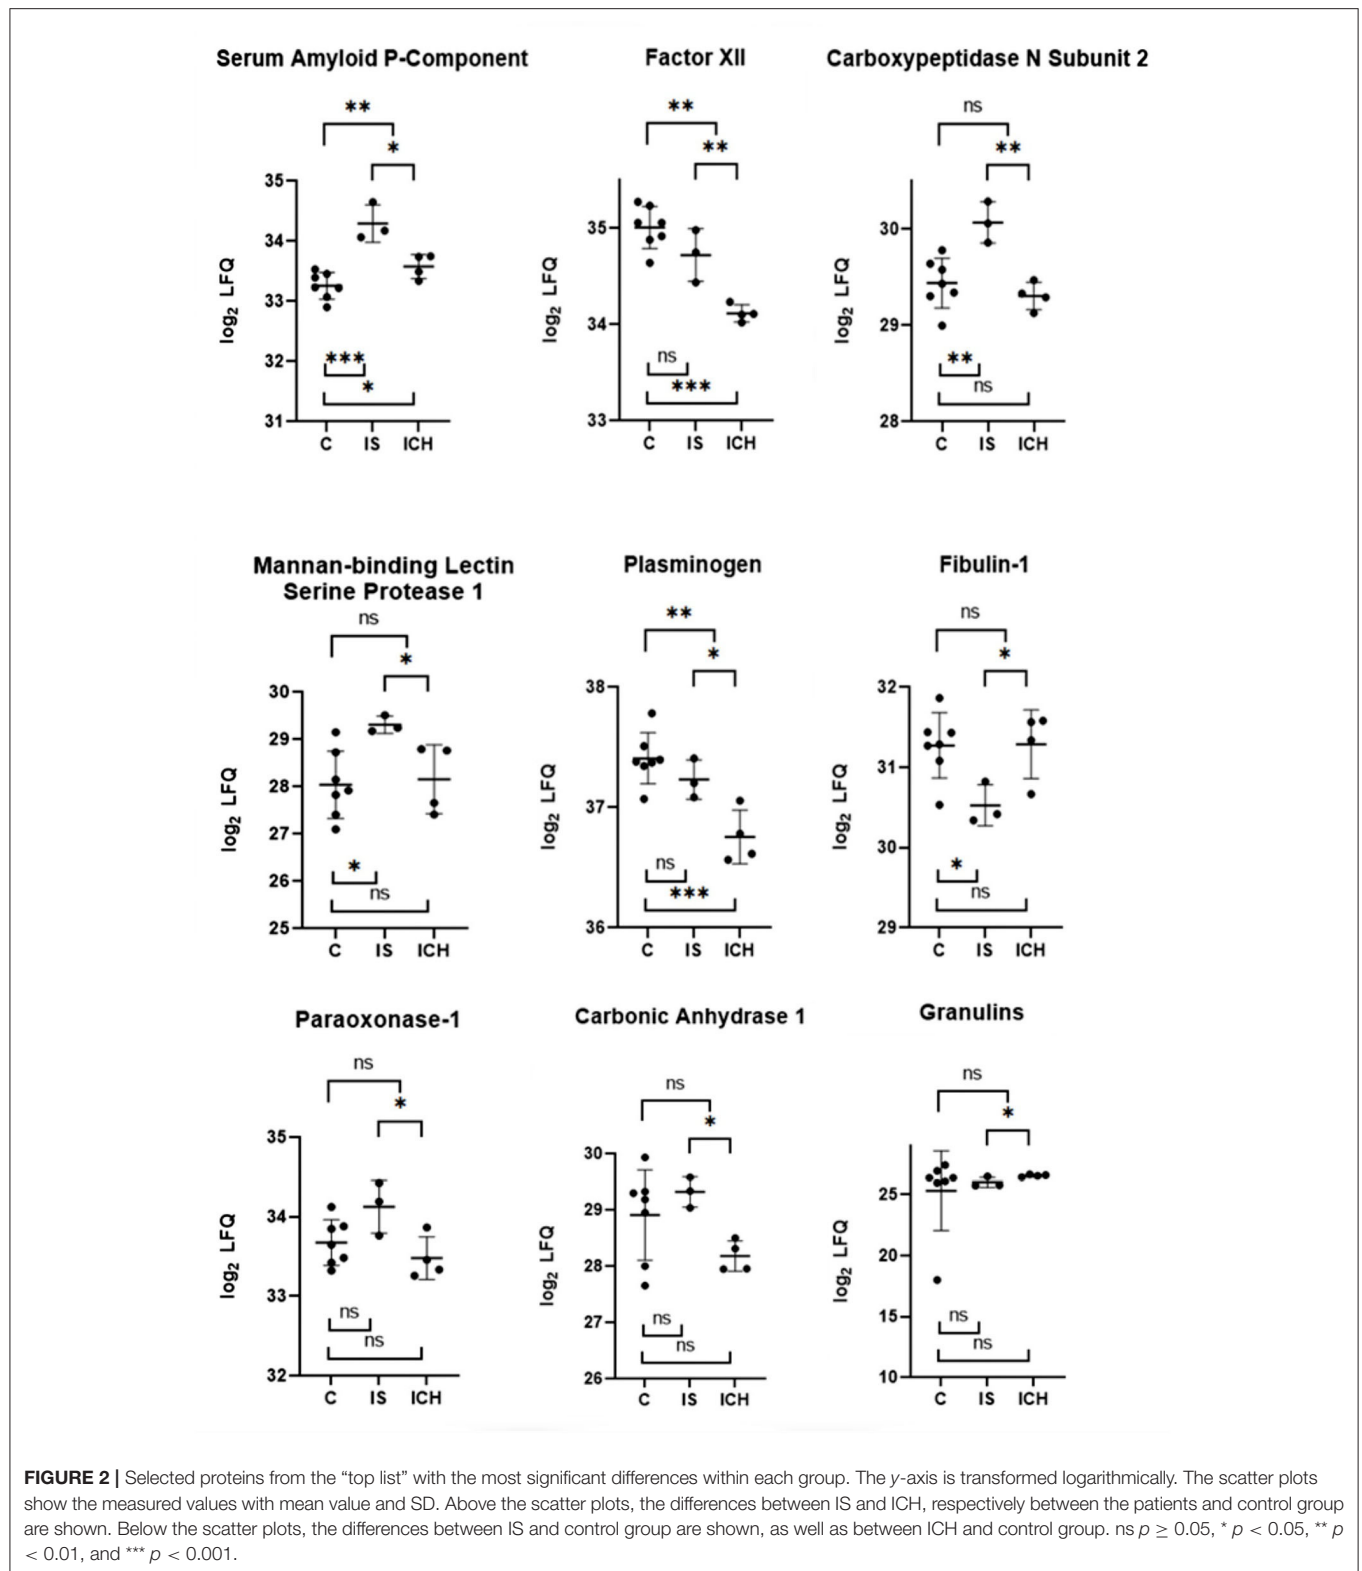 Serum Amyloid P-Component
**
*
35
34
33
32
31
log2 LFQ
***
*
C IS ICH
Factor XII
**
**
35
34
33
log2 LFQ
ns
***
C IS ICH
Carboxypeptidase N Subunit 2
ns
**
30
29
28
log2 LFQ
**
ns
C IS ICH
Mannan-binding Lectin
Serine Protease 1
ns
*
30
29
28
27
26
25
log2 LFQ
*
ns
C IS ICH
Plasminogen
**
*
38
37
36
log2 LFQ
ns
***
C IS ICH
Fibulin-1
ns
*
32
31
30
29
log2 LFQ
*
ns
C IS ICH
Paraoxonase-1
ns
*
35
34
33
32
log2 LFQ
ns
ns
C IS ICH
Carbonic Anhydrase 1
ns
*
30
29
28
27
26
log2 LFQ
ns
ns
C IS ICH
Granulins
ns
*
25
20
15
10
log2 LFQ
ns
ns
C IS ICH
FIGURE 2 | Selected proteins from the “top list” with the most significant differences within each group. The y-axis is transformed logarithmically. The scatter plots
show the measured values with mean value and SD. Above the scatter plots, the differences between IS and ICH, respectively between the patients and control group
are shown. Below the scatter plots, the differences between IS and control group are shown, as well as between ICH and control group. ns p ≥ 0.05, * p < 0.05, ** p
< 0.01, and *** p < 0.001.